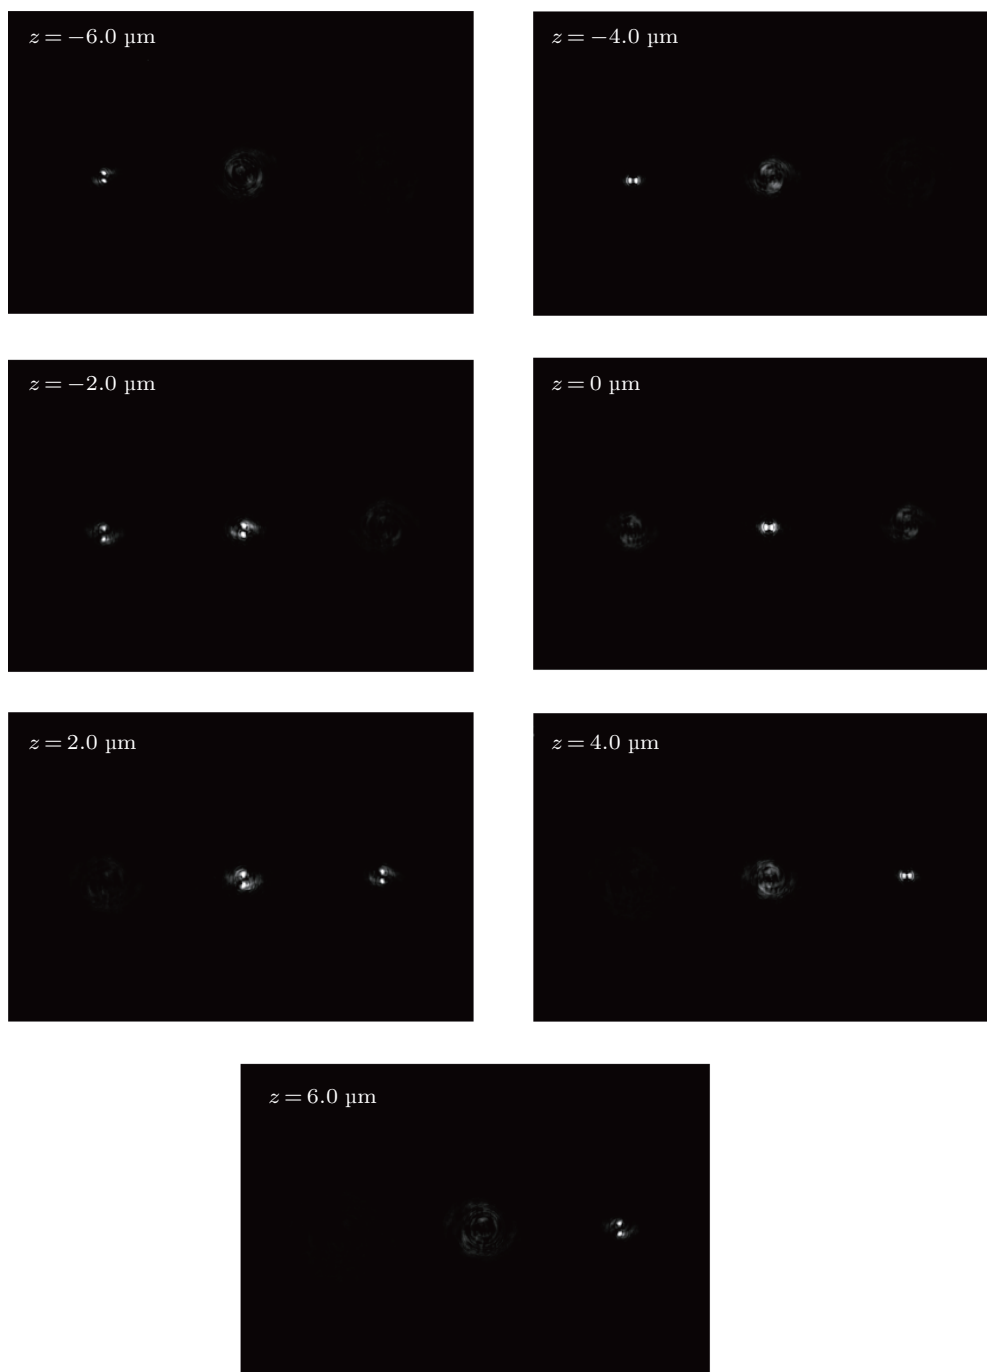 z = −6.0 µm
z = −4.0 µm
z = −2.0 µm
z = 0 µm
z = 2.0 µm
z = 4.0 µm
z = 6.0 µm